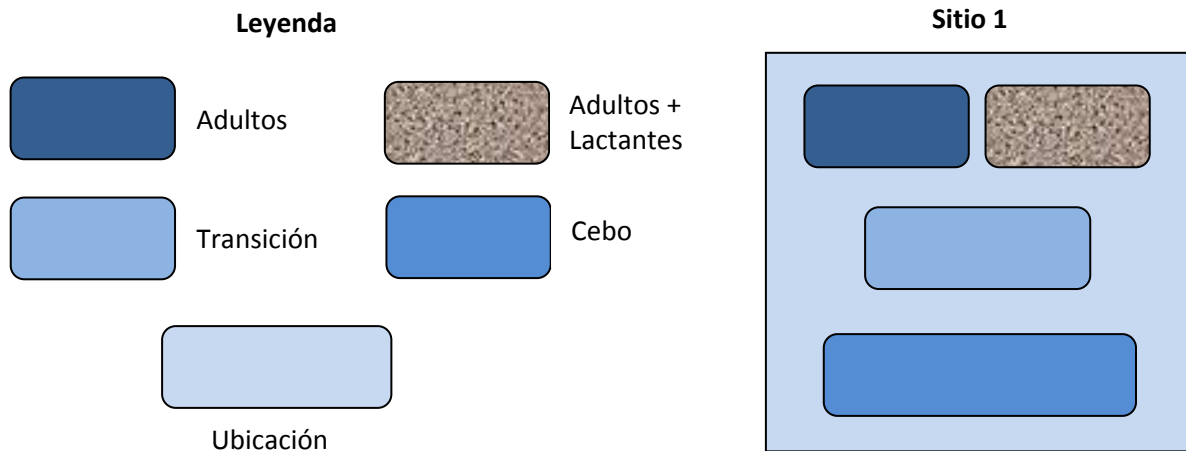 Leyenda
Adultos
Adultos +
Lactantes
Transición
Cebo
Ubicación
Sitio 1